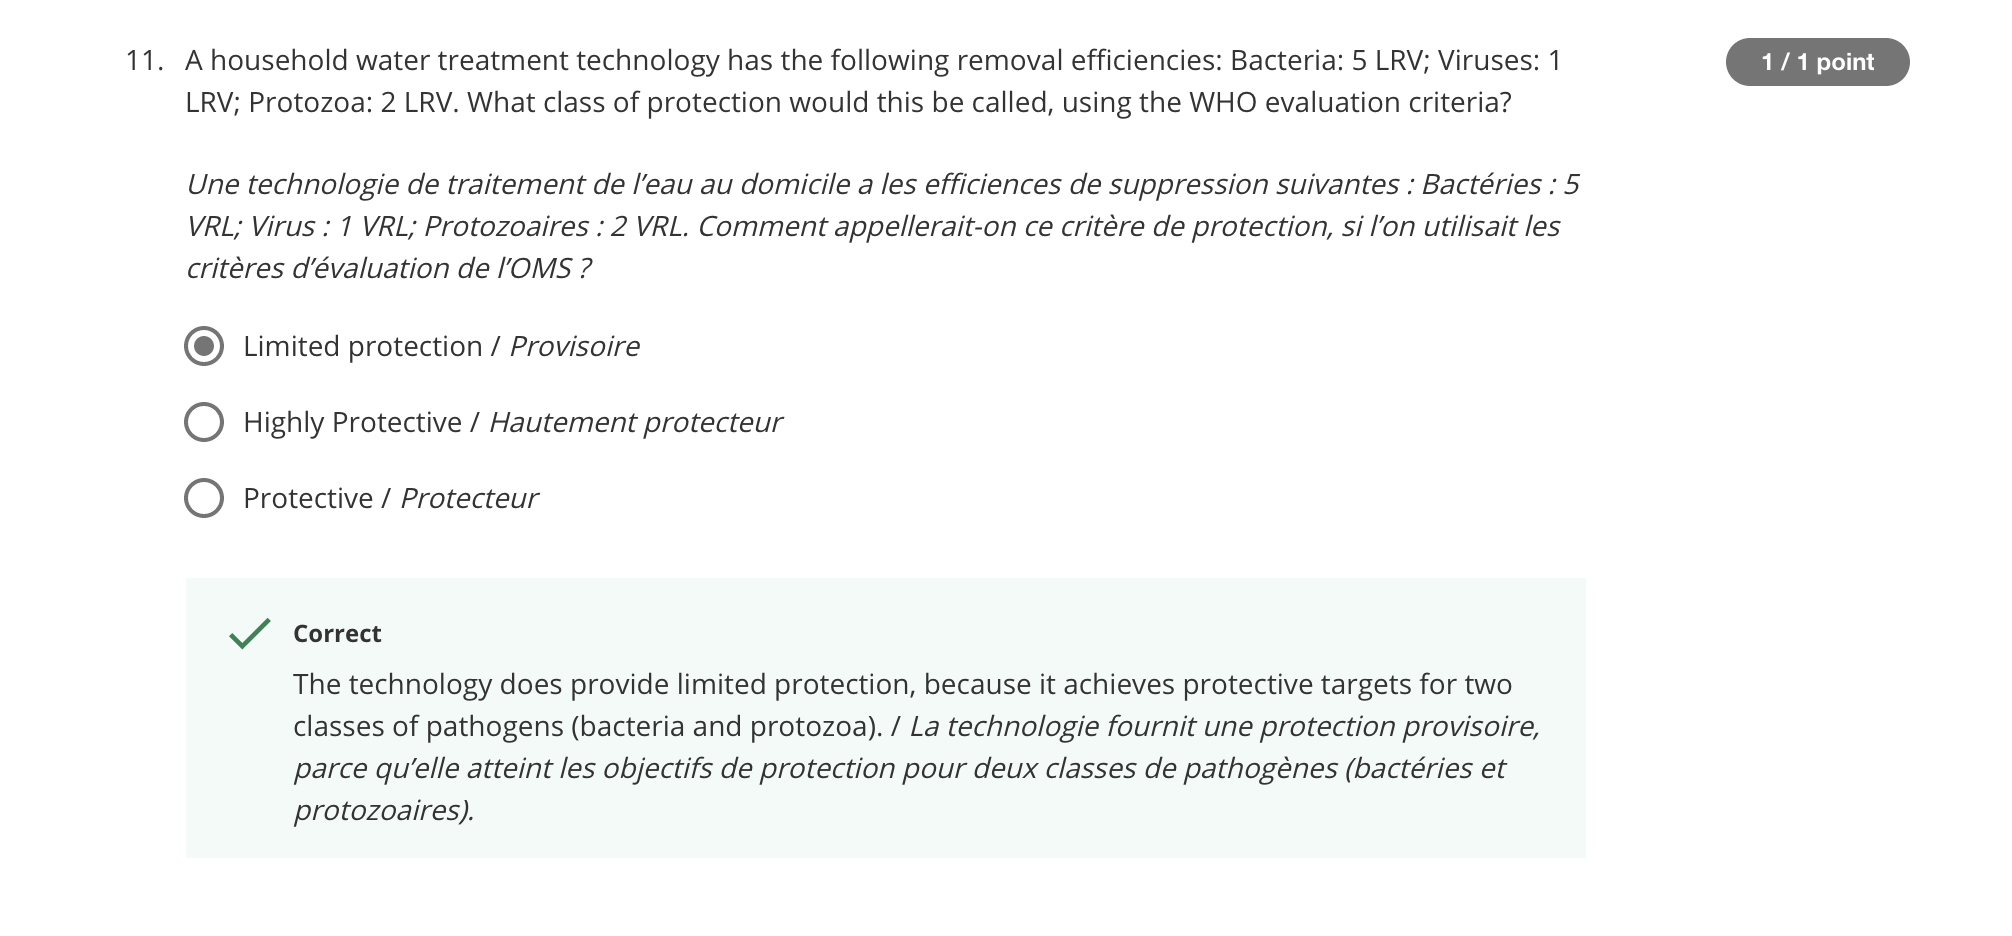 11. A household water treatment technology has the following removal efficiencies: Bacteria: 5 LRV; Viruses: 1
1 / 1 point
LRV; Protozoa: 2 LRV. What class of protection would this be called, using the WHO evaluation criteria?
Une technologie de traitement de l’eau au domicile a les efficiences de suppression suivantes : Bactéries : 5
VRL; Virus : 1 VRL; Protozoaires : 2 VRL. Comment appellerait-on ce critère de protection, si l’on utilisait les
critères d’évaluation de l’OMS ?
Limited protection / Provisoire
Highly Protective / Hautement protecteur
Protective / Protecteur
Correct
The technology does provide limited protection, because it achieves protective targets for two
classes of pathogens (bacteria and protozoa). / La technologie fournit une protection provisoire,
parce qu’elle atteint les objectifs de protection pour deux classes de pathogènes (bactéries et
protozoaires).